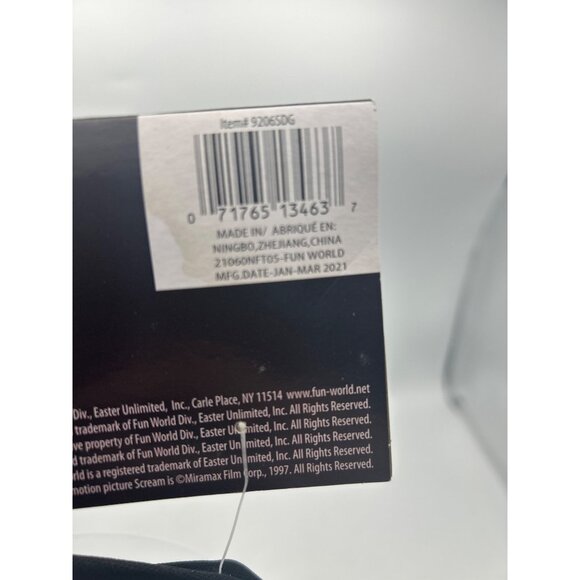 Item# 9206SDG
0 71765 13463 7
MADE IN/ ABRIQUÉ EN:
NINGBO,ZHEJIANG,CHINA
21060NFT05-FUN WORLD
MFG.DATE-JAN-MAR 2021
Div., Easter Unlimited, Inc., Carle Place, NY 11514 www.fun-world.net
trademark of Fun World Div., Easter Unlimited, Inc. All Rights Reserved.
ve property of Fun World Div., Easter Unlimited, Inc. All Rights Reserved.
d trademark of Fun World Div., Easter Unlimited, Inc. All Rights Reserved.
rld is a registered trademark of Easter Unlimited, Inc. All Rights Reserved.
motion picture Scream is ©Miramax Film Corp., 1997. All Rights Reserved.